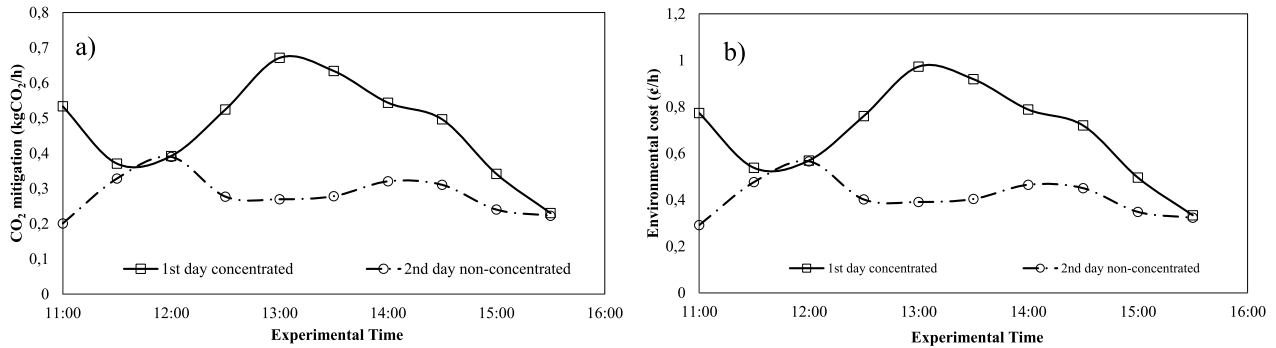 a)
CO2 mitigation (kgCO2/h)
0,8
0,7
0,6
0,5
0,4
0,3
0,2
0,1
0
1st day concentrated
2nd day non-concentrated
11:00 12:00 13:00 14:00 15:00 16:00
Experimental Time
b)
Environmental cost (¢/h)
1,2
1
0,8
0,6
0,4
0,2
0
1st day concentrated
2nd day non-concentrated
11:00 12:00 13:00 14:00 15:00 16:00
Experimental Time